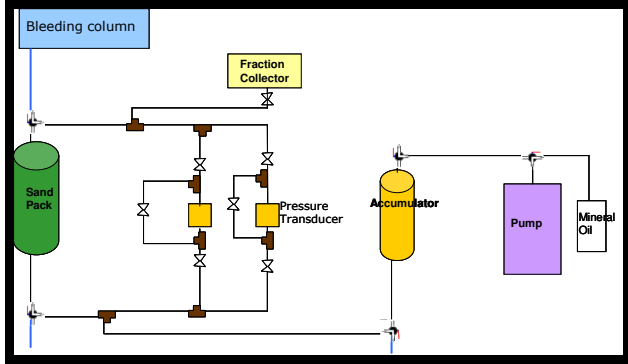 Bleeding column
Fraction
Collector
Sand
Pack
Pressure
Transducer
Accumulator
Pump
Mineral
Oil